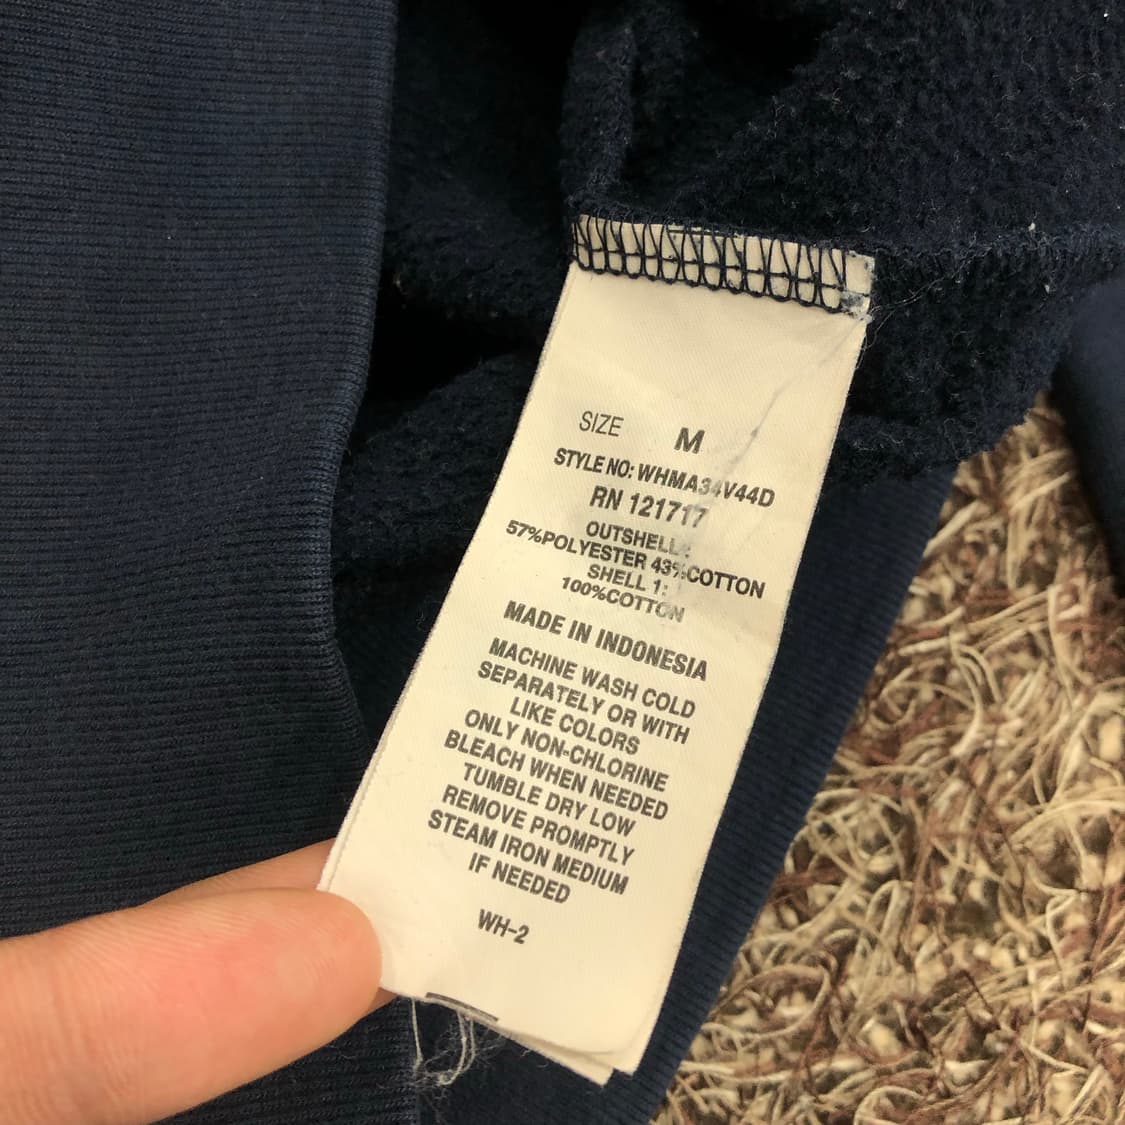 SIZE M
STYLE NO: WHMA34V44D
RN 121717
OUTSHELL:
57%POLYESTER 43%COTTON
SHELL 1:
100%COTTON
MADE IN INDONESIA
MACHINE WASH COLD
SEPARATELY OR WITH
LIKE COLORS
ONLY NON-CHLORINE
BLEACH WHEN NEEDED
TUMBLE DRY LOW
REMOVE PROMPTLY
STEAM IRON MEDIUM
IF NEEDED
WH-2